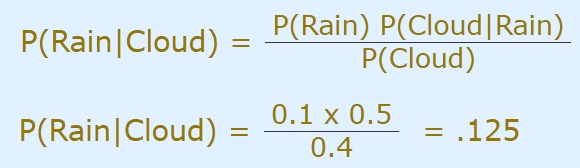 P(Rain|Cloud) = P(Rain) P(Cloud|Rain) / P(Cloud)
P(Rain|Cloud) = 0.1 x 0.5 / 0.4 = .125